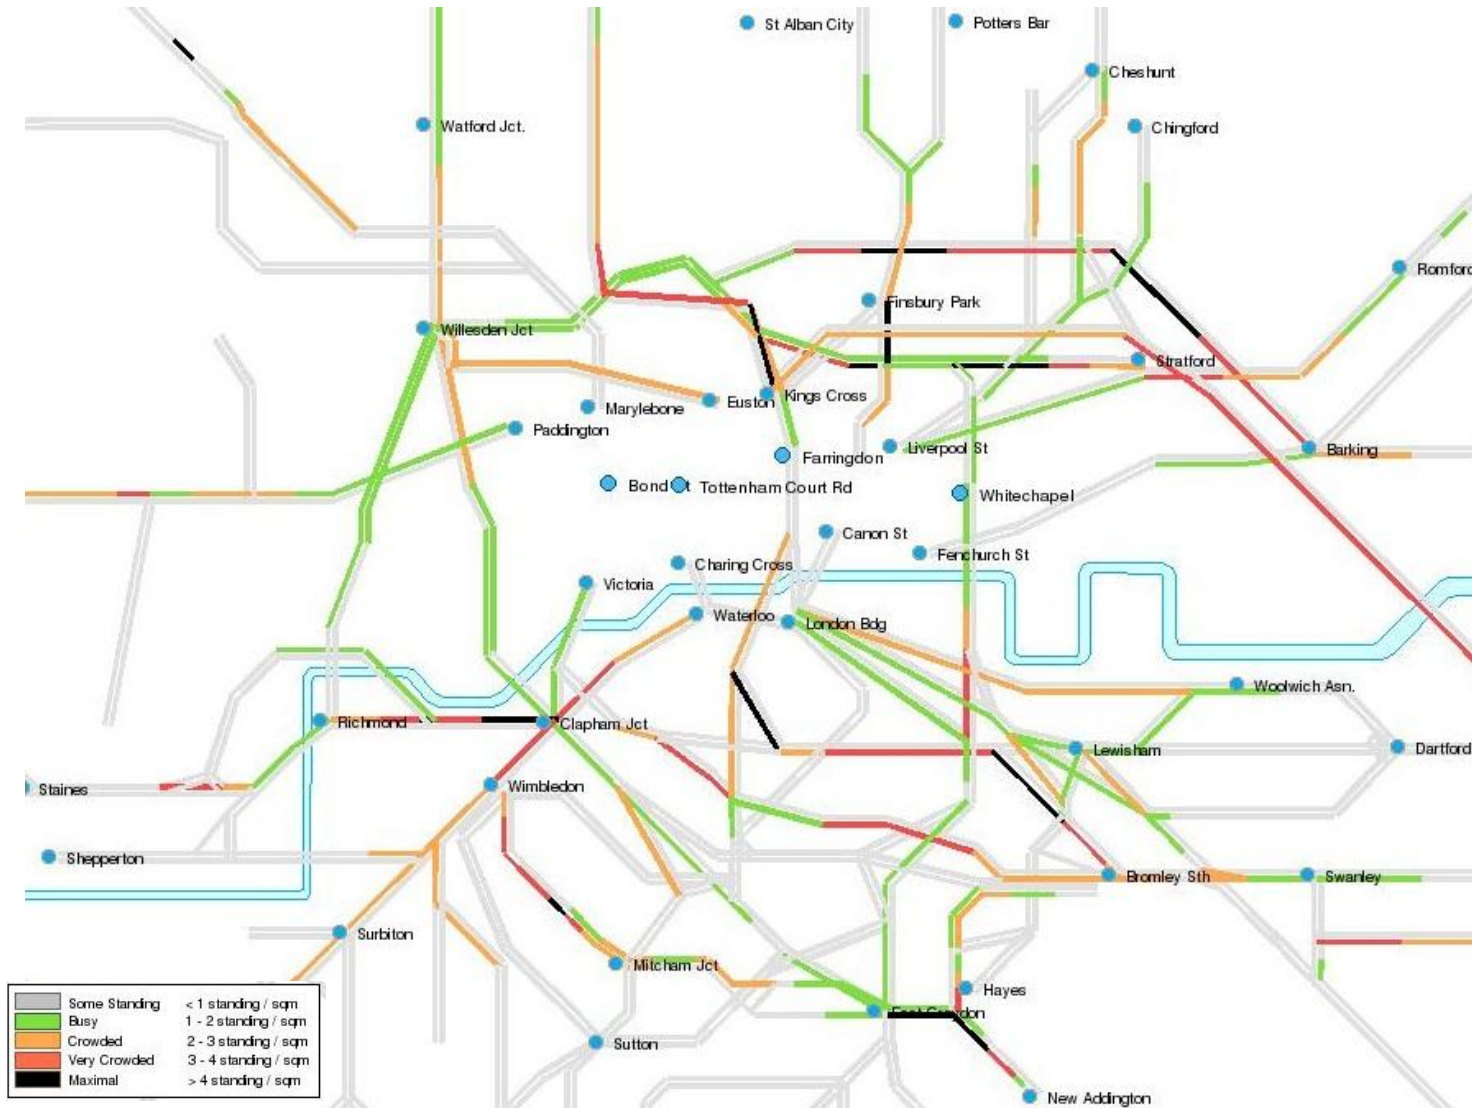 St Alban City
Potters Bar
Cheshunt
Watford Jct.
Chingford
Romford
Finsbury Park
Willesden Jct
Stratford
Kings Cross
Euston
Marylebone
Paddington
Liverpool St
Barking
Farringdon
Bond St
Tottenham Court Rd
Whitechapel
Canon St
Fenchurch St
Charing Cross
Victoria
Waterloo
London Bdg
Woolwich Asn.
Richmond
Clapham Jct
Lewisham
Dartford
Staines
Wimbledon
Shepperton
Bromley Sth
Swanley
Surbiton
Mitcham Jct
Hayes
East Croydon
Sutton
New Addington
Some Standing < 1 standing / sqm
Busy 1 - 2 standing / sqm
Crowded 2 - 3 standing / sqm
Very Crowded 3 - 4 standing / sqm
Maximal > 4 standing / sqm